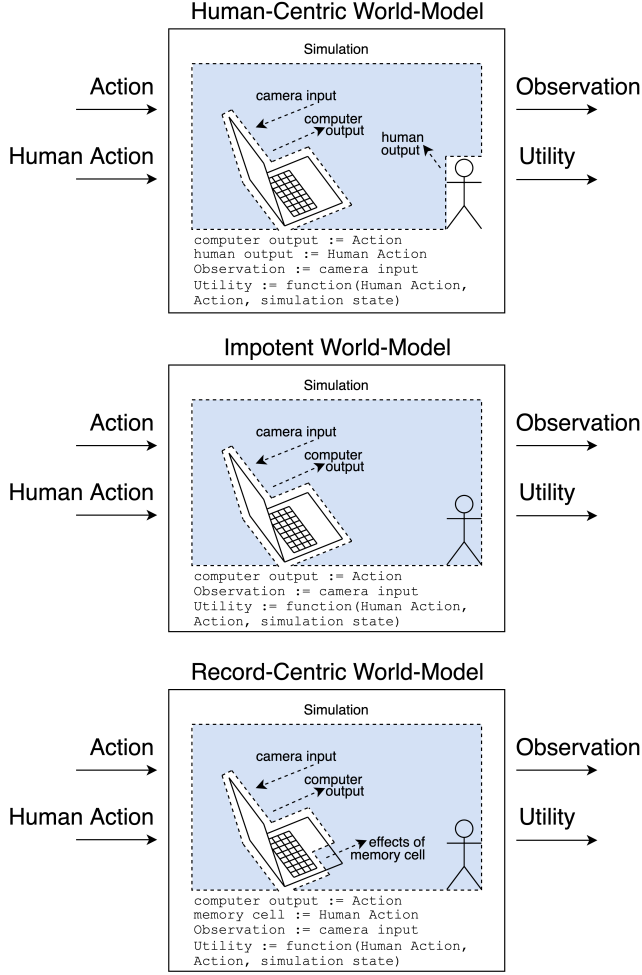 Human-Centric World-Model
Simulation
Action
Observation
camera input
computer
output
human
output
Human Action
Utility
computer output := Action
human output := Human Action
Observation := camera input
Utility := function(Human Action,
Action, simulation state)
Impotent World-Model
Simulation
Action
Observation
camera input
computer
output
Human Action
Utility
computer output := Action
Observation := camera input
Utility := function(Human Action,
Action, simulation state)
Record-Centric World-Model
Simulation
Action
Observation
camera input
computer
output
Human Action
Utility
effects of
memory cell
computer output := Action
memory cell := Human Action
Observation := camera input
Utility := function(Human Action,
Action, simulation state)